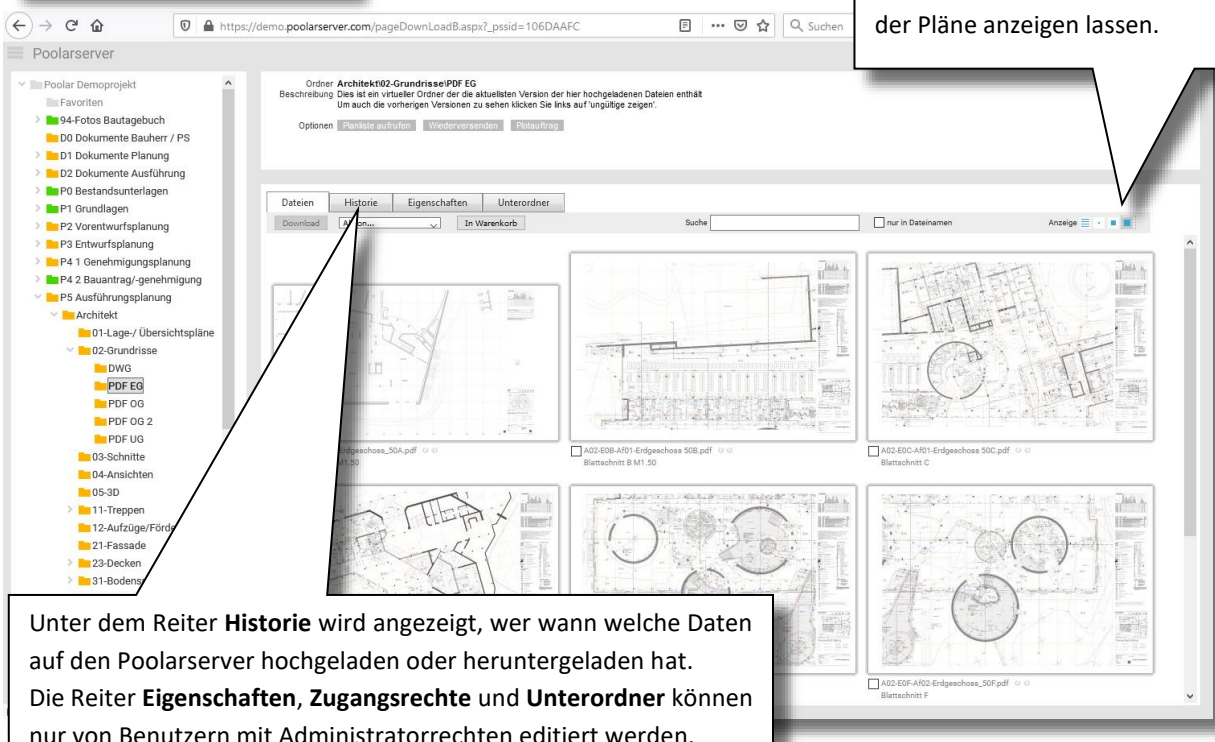 der Pläne anzeigen lassen.
https://demo.poolarserver.com/pageDownLoadB.aspx?_pssid=106DAAFC
Suchen
Poolarserver
Poolar Demoprojekt
Favoriten
94-Fotos Bautagebuch
D0 Dokumente Bauherr / PS
D1 Dokumente Planung
D2 Dokumente Ausführung
P0 Bestandsunterlagen
P1 Grundlagen
P2 Vorentwurfsplanung
P3 Entwurfsplanung
P4 1 Genehmigungsplanung
P4 2 Bauantrag/-genehmigung
P5 Ausführungsplanung
Architekt
01-Lage-/ Übersichtspläne
02-Grundrisse
DWG
PDF EG
PDF OG
PDF OG 2
PDF UG
03-Schnitte
04-Ansichten
05-3D
11-Treppen
12-Aufzüge/Förde
21-Fassade
23-Decken
31-Bodens
Ordner Architekt\02-Grundrisse\PDF EG
Beschreibung Dies ist ein virtueller Ordner der die aktuellsten Version der hier hochgeladenen Dateien enthält
Um auch die vorherigen Versionen zu sehen klicken Sie links auf 'ungültige zeigen'.
Optionen Planliste aufrufen Wiederversenden Plotauftrag
Dateien Historie Eigenschaften Unterordner
Download In Warenkorb Suche nur in Dateinamen Anzeige
Erdgeschoss_50A.pdf
M1.50
A02-E0B-Af01-Erdgeschoss 50B.pdf
Blattschnitt B M1.50
A02-E0C-Af01-Erdgeschoss 50C.pdf
Blattschnitt C
A02-E0F-Af02-Erdgeschoss_50F.pdf
Blattschnitt F
Unter dem Reiter Historie wird angezeigt, wer wann welche Daten
auf den Poolarserver hochgeladen oder heruntergeladen hat.
Die Reiter Eigenschaften, Zugangsrechte und Unterordner können
nur von Benutzern mit Administratorrechten editiert werden.